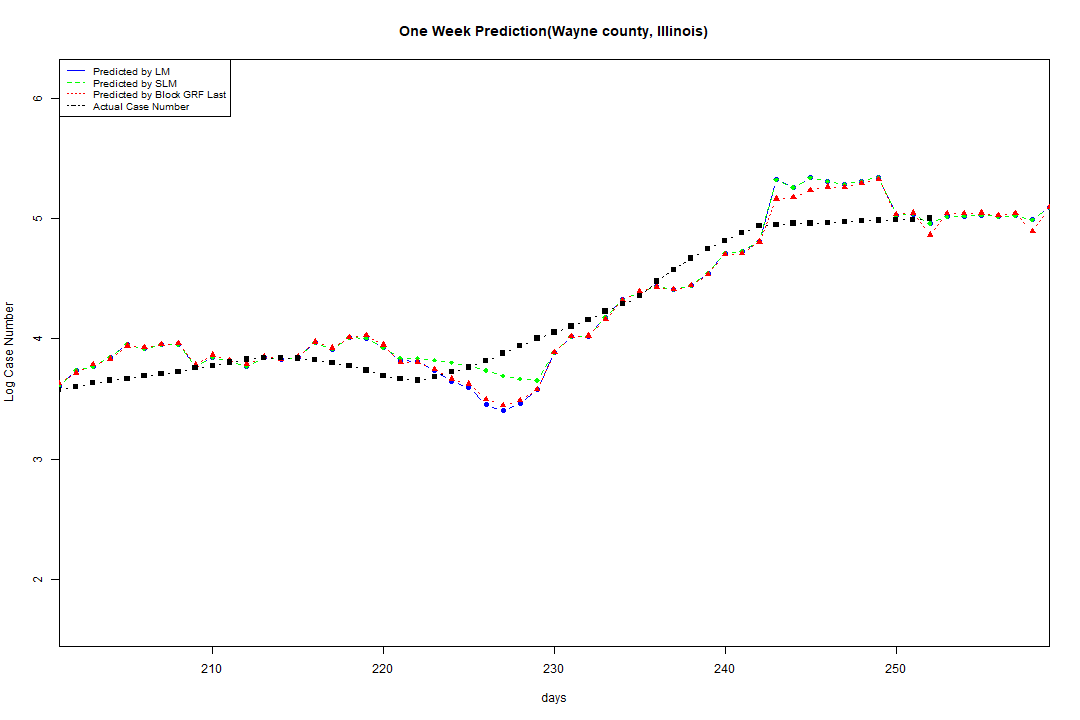 One Week Prediction(Wayne county, Illinois)
Predicted by LM
Predicted by SLM
Predicted by Block GRF Last
Actual Case Number
6
5
4
3
2
Log Case Number
210 220 230 240 250
days